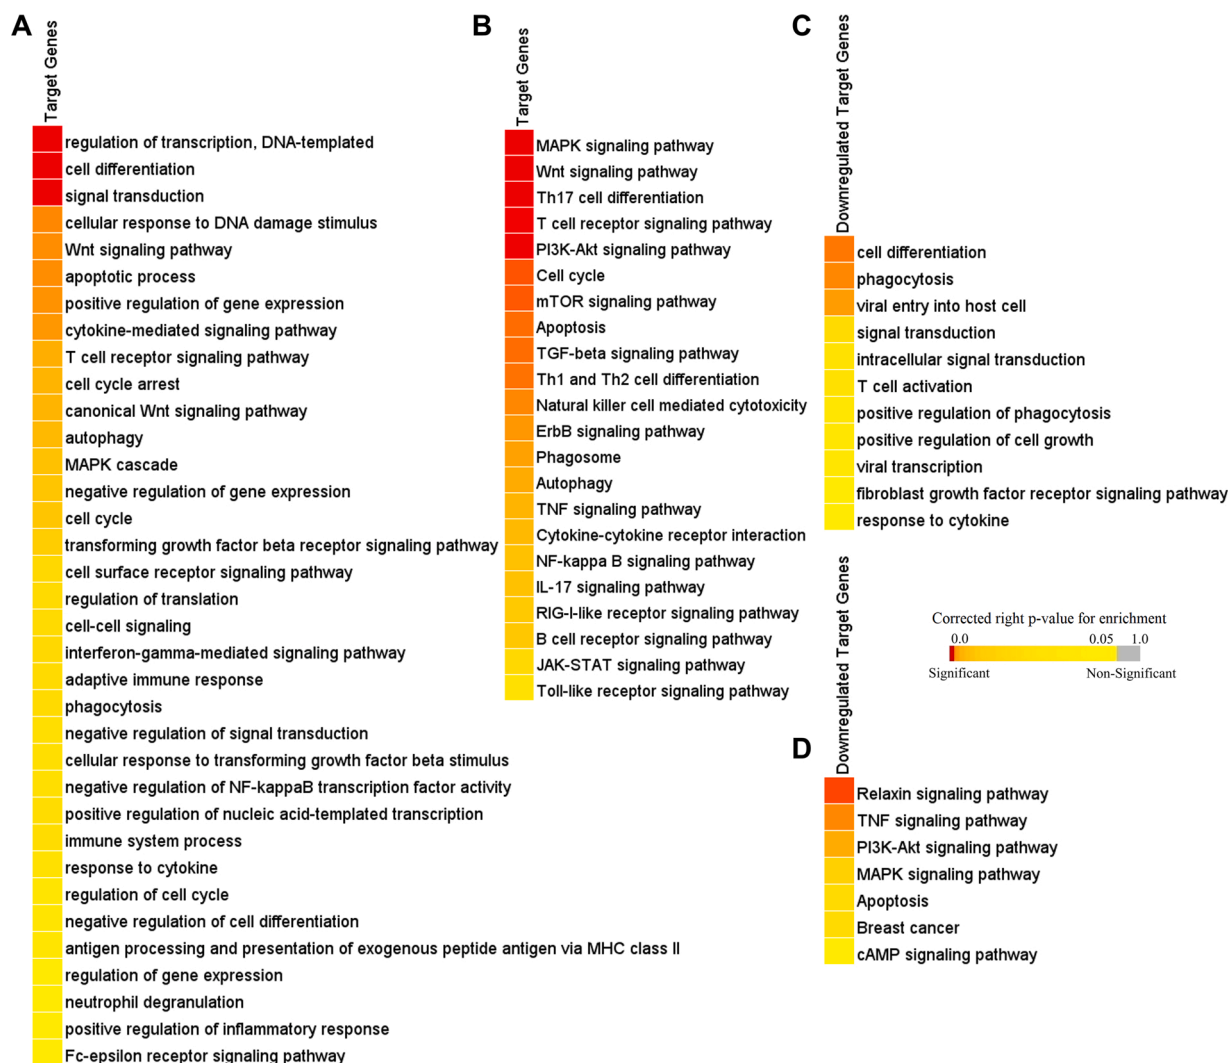 A
Target Genes
regulation of transcription, DNA-templated
cell differentiation
signal transduction
cellular response to DNA damage stimulus
Wnt signaling pathway
apoptotic process
positive regulation of gene expression
cytokine-mediated signaling pathway
T cell receptor signaling pathway
cell cycle arrest
canonical Wnt signaling pathway
autophagy
MAPK cascade
negative regulation of gene expression
cell cycle
transforming growth factor beta receptor signaling pathway
cell surface receptor signaling pathway
regulation of translation
cell-cell signaling
interferon-gamma-mediated signaling pathway
adaptive immune response
phagocytosis
negative regulation of signal transduction
cellular response to transforming growth factor beta stimulus
negative regulation of NF-kappaB transcription factor activity
positive regulation of nucleic acid-templated transcription
immune system process
response to cytokine
regulation of cell cycle
negative regulation of cell differentiation
antigen processing and presentation of exogenous peptide antigen via MHC class II
regulation of gene expression
neutrophil degranulation
positive regulation of inflammatory response
Fc-epsilon receptor signaling pathway
B
Target Genes
MAPK signaling pathway
Wnt signaling pathway
Th17 cell differentiation
T cell receptor signaling pathway
PI3K-Akt signaling pathway
Cell cycle
mTOR signaling pathway
Apoptosis
TGF-beta signaling pathway
Th1 and Th2 cell differentiation
Natural killer cell mediated cytotoxicity
ErbB signaling pathway
Phagosome
Autophagy
TNF signaling pathway
Cytokine-cytokine receptor interaction
NF-kappa B signaling pathway
IL-17 signaling pathway
RIG-I-like receptor signaling pathway
B cell receptor signaling pathway
JAK-STAT signaling pathway
Toll-like receptor signaling pathway
C
Downregulated Target Genes
cell differentiation
phagocytosis
viral entry into host cell
signal transduction
intracellular signal transduction
T cell activation
positive regulation of phagocytosis
positive regulation of cell growth
viral transcription
fibroblast growth factor receptor signaling pathway
response to cytokine
Corrected right p-value for enrichment
0.0 0.05 1.0
Significant Non-Significant
D
Downregulated Target Genes
Relaxin signaling pathway
TNF signaling pathway
PI3K-Akt signaling pathway
MAPK signaling pathway
Apoptosis
Breast cancer
cAMP signaling pathway